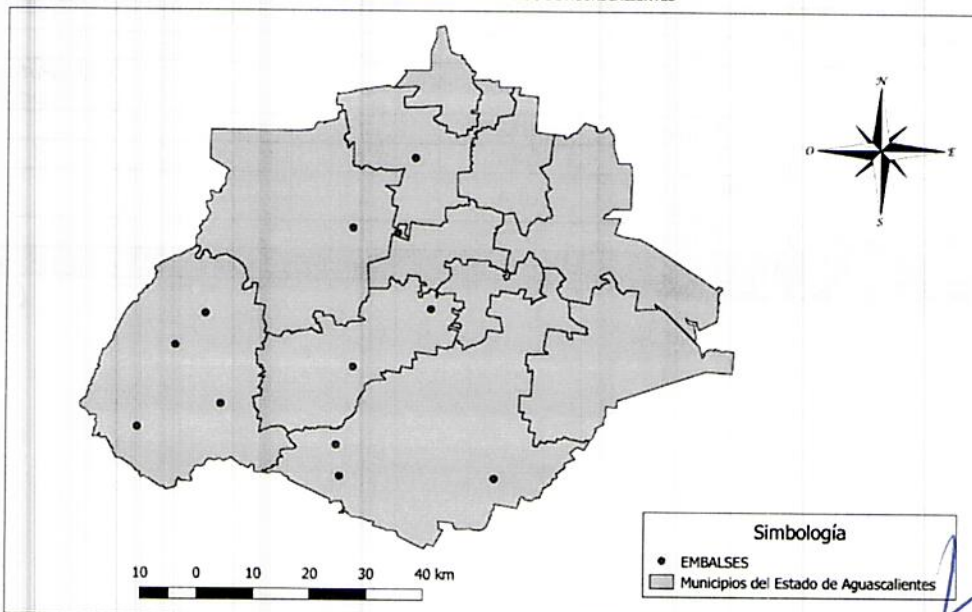 N
O E
S
Simbología
EMBALSES
Municipios del Estado de Aguascalientes
10 0 10 20 30 40 km